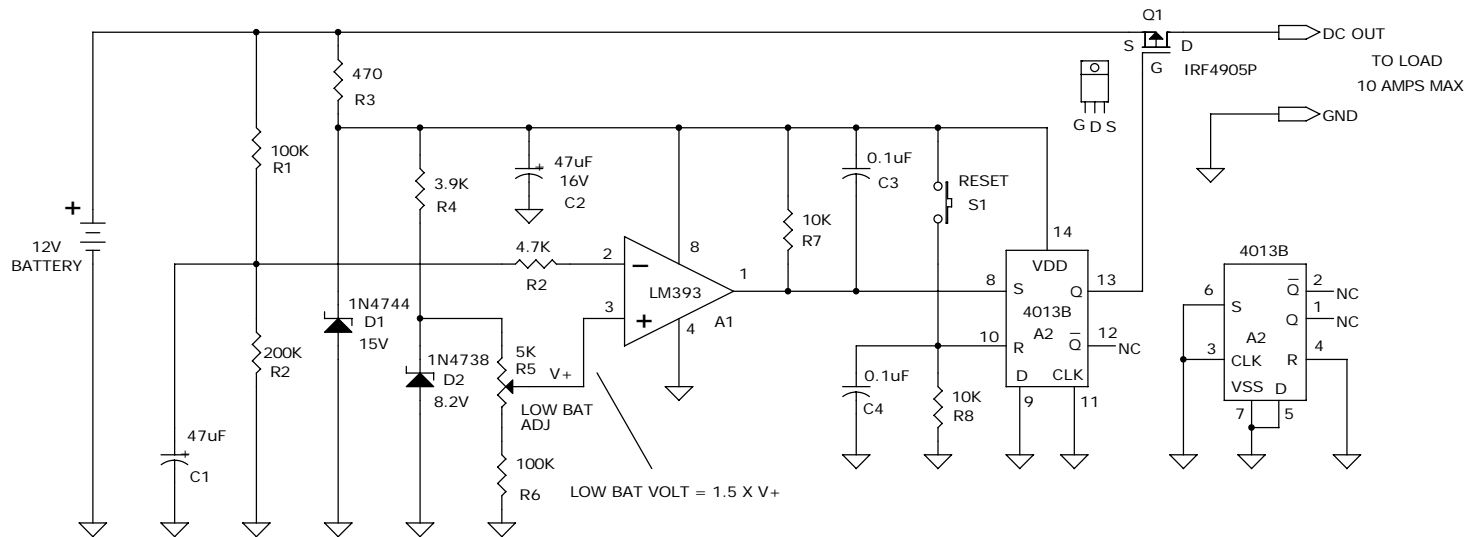 Q1
S
D
G
IRF4905P
DC OUT
TO LOAD
10 AMPS MAX
GND
G D S
470
R3
100K
R1
3.9K
R4
47uF
16V
C2
0.1uF
C3
RESET
S1
10K
R7
+
12V
BATTERY
4.7K
R2
2
8
1
3
4
LM393
A1
14
VDD
8
S
Q
13
4013B
A2
10
R
Q
12
NC
D
CLK
9
11
4013B
6
S
Q
2
NC
Q
1
NC
3
CLK
A2
R
4
VSS
D
7
5
1N4744
D1
15V
200K
R2
1N4738
D2
8.2V
5K
R5
V+
LOW BAT
ADJ
0.1uF
C4
10K
R8
47uF
C1
100K
R6
LOW BAT VOLT = 1.5 X V+